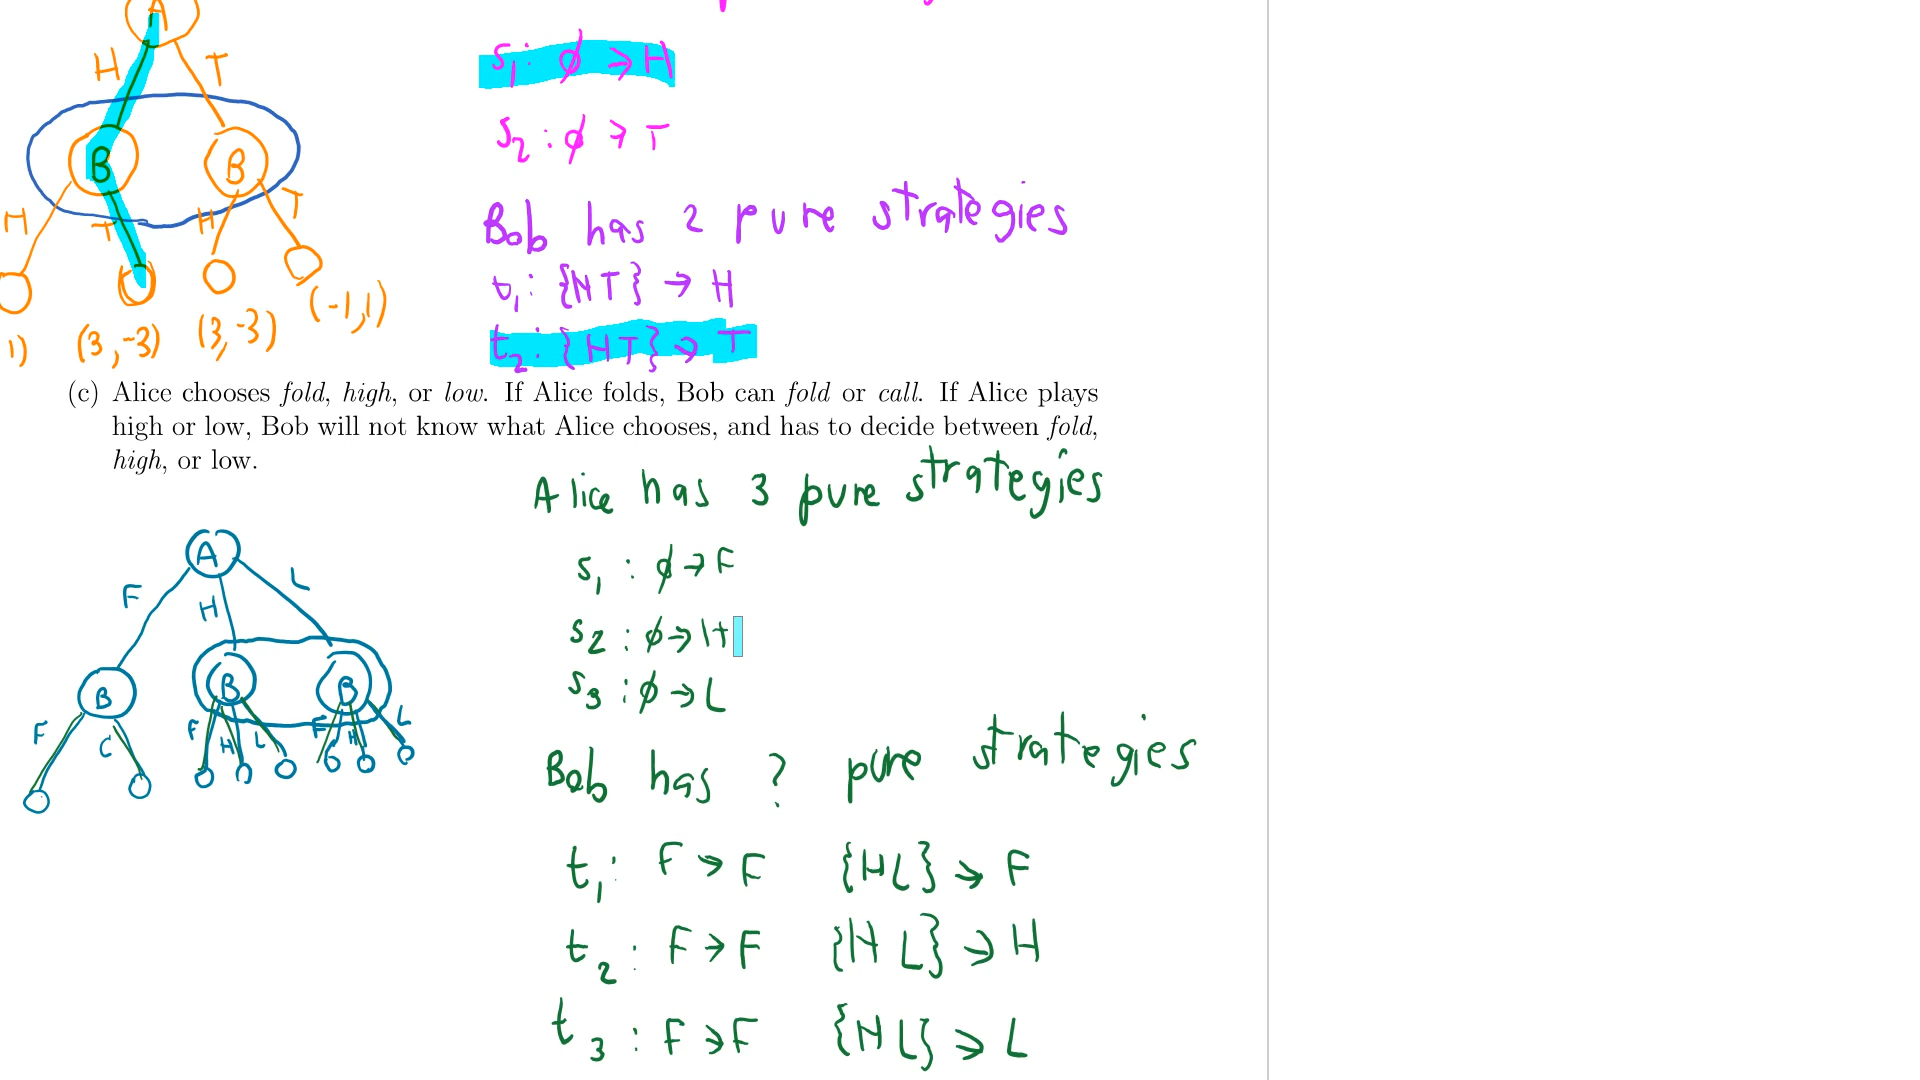 A
H T
s1: ϕ → H
s2: ϕ → T
B B
Bob has 2 pure strategies
H T H T
t1: {HT} → H
t2: {HT} → T
1) (3,-3) (3,-3) (-1,1)
(c) Alice chooses fold, high, or low. If Alice folds, Bob can fold or call. If Alice plays
high or low, Bob will not know what Alice chooses, and has to decide between fold,
high, or low.
Alice has 3 pure strategies
A
F H L
s1: ϕ → F
s2: ϕ → H
s3: ϕ → L
B B B
F C F H L F H L
Bob has ? pure strategies
t1: F → F {HL} → F
t2: F → F {HL} → H
t3: F → F {HL} → L